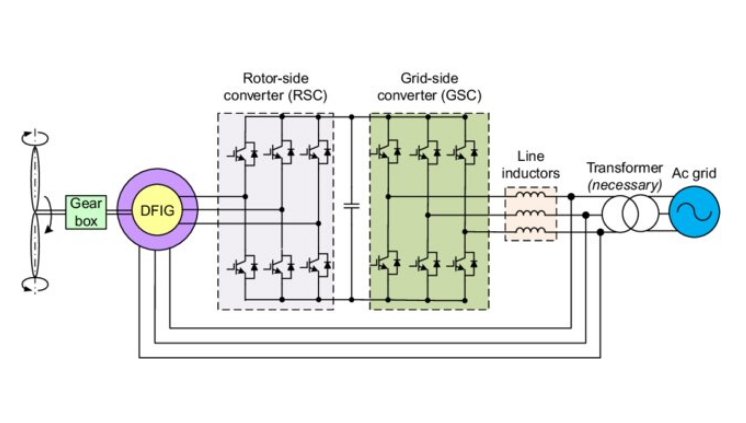 Rotor-side
converter (RSC)
Grid-side
converter (GSC)
Line
inductors
Transformer
(necessary)
Ac grid
Gear
box
DFIG